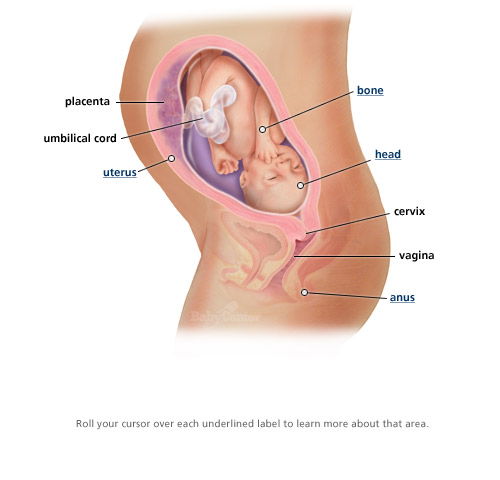 bone
placenta
umbilical cord
head
uterus
cervix
vagina
anus
BabyCenter
Roll your cursor over each underlined label to learn more about that area.